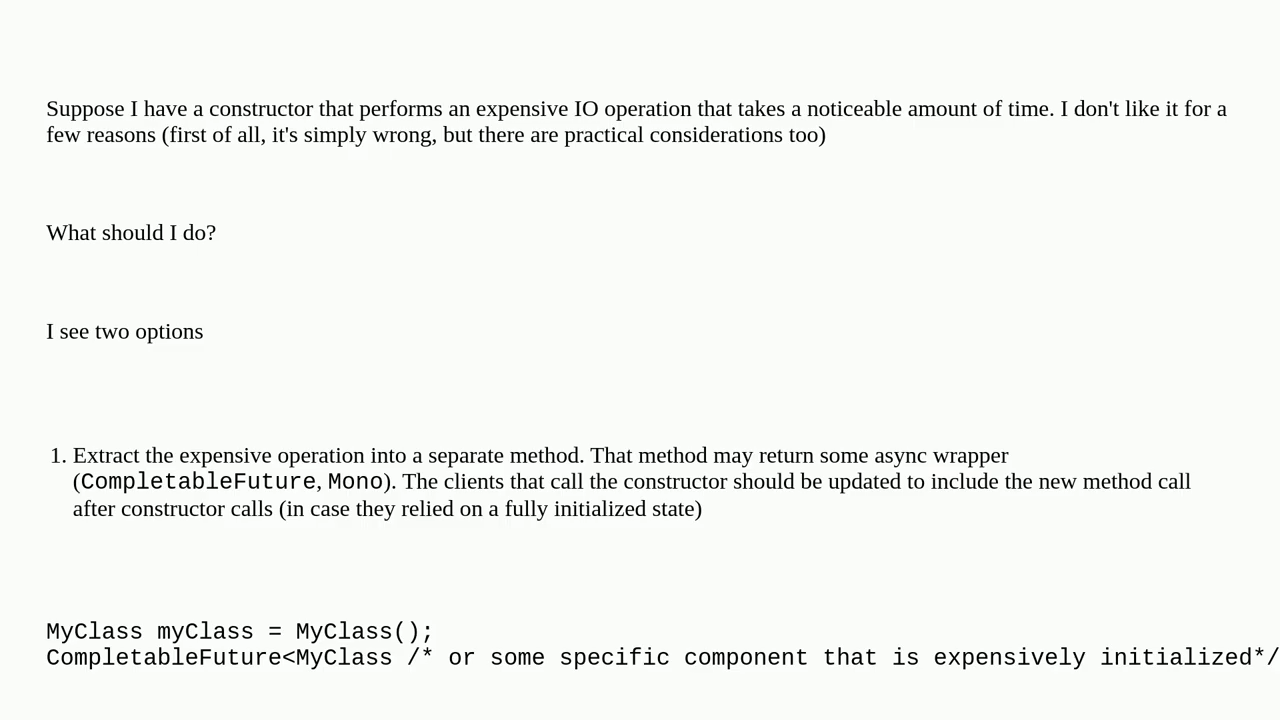 Suppose I have a constructor that performs an expensive IO operation that takes a noticeable amount of time. I don't like it for a
few reasons (first of all, it's simply wrong, but there are practical considerations too)
What should I do?
I see two options
1. Extract the expensive operation into a separate method. That method may return some async wrapper
(CompletableFuture, Mono). The clients that call the constructor should be updated to include the new method call
after constructor calls (in case they relied on a fully initialized state)
MyClass myClass = MyClass();
CompletableFuture<MyClass /* or some specific component that is expensively initialized*/